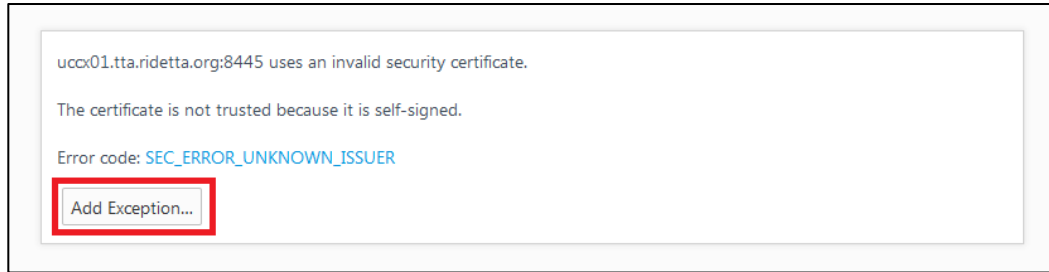 uccx01.tta.ridetta.org:8445 uses an invalid security certificate.
The certificate is not trusted because it is self-signed.
Error code: SEC_ERROR_UNKNOWN_ISSUER
Add Exception...